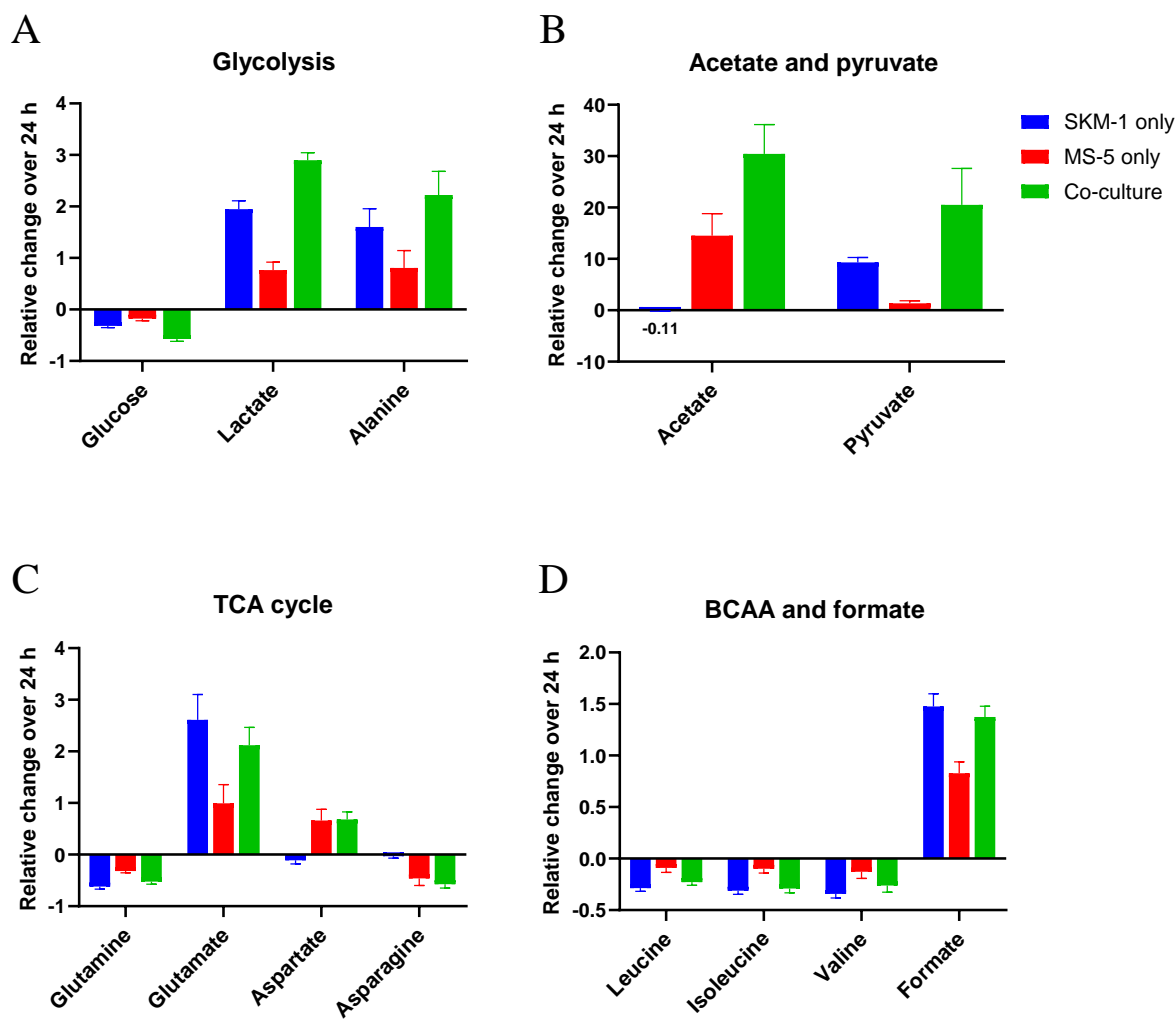 A
Glycolysis
Relative change over 24 h
4
3
2
1
0
-1
Glucose
Lactate
Alanine
B
Acetate and pyruvate
Relative change over 24 h
40
30
20
10
0
-10
-0.11
Acetate
Pyruvate
SKM-1 only
MS-5 only
Co-culture
C
TCA cycle
Relative change over 24 h
4
3
2
1
0
-1
Glutamine
Glutamate
Aspartate
Asparagine
D
BCAA and formate
Relative change over 24 h
2.0
1.5
1.0
0.5
0.0
-0.5
Leucine
Isoleucine
Valine
Formate